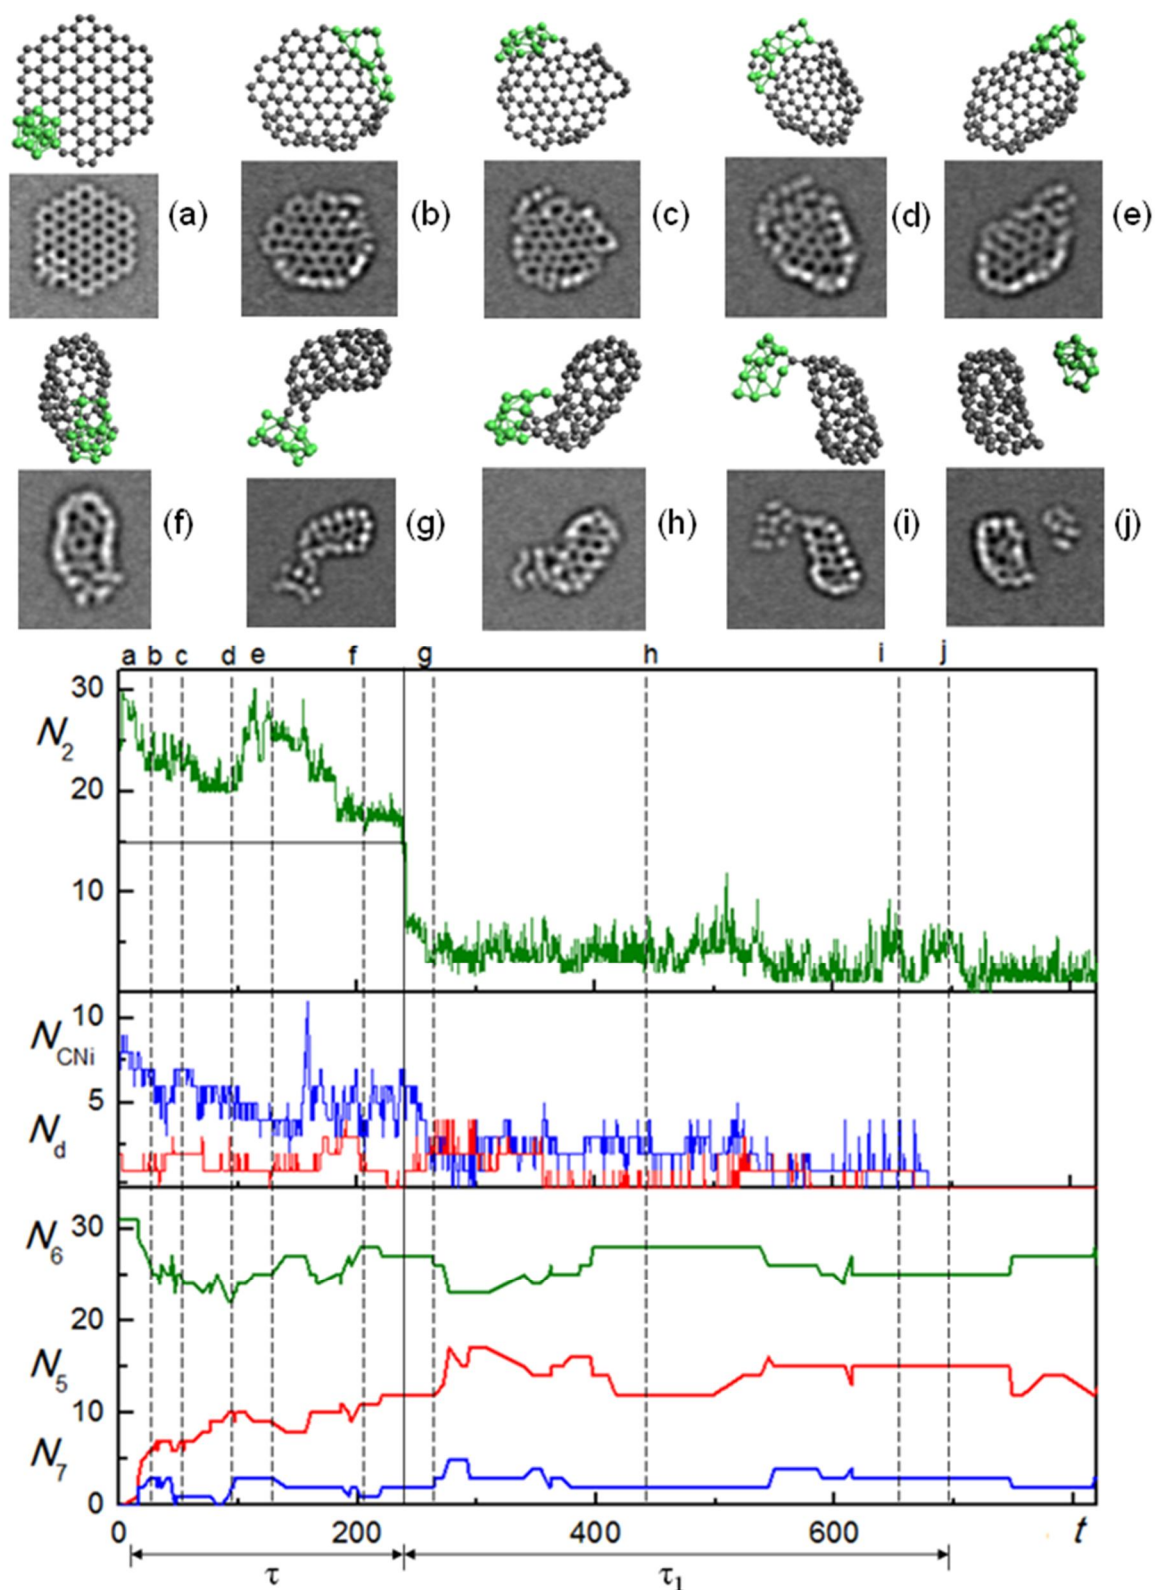 (a) (b) (c) (d) (e)
(f) (g) (h) (i) (j)
a b c d e f g h i j
30
N2
20
10
10
NCNi
5
Nd
30
N6
20
N5
10
N7
0
0 200 400 600 t
τ τ1